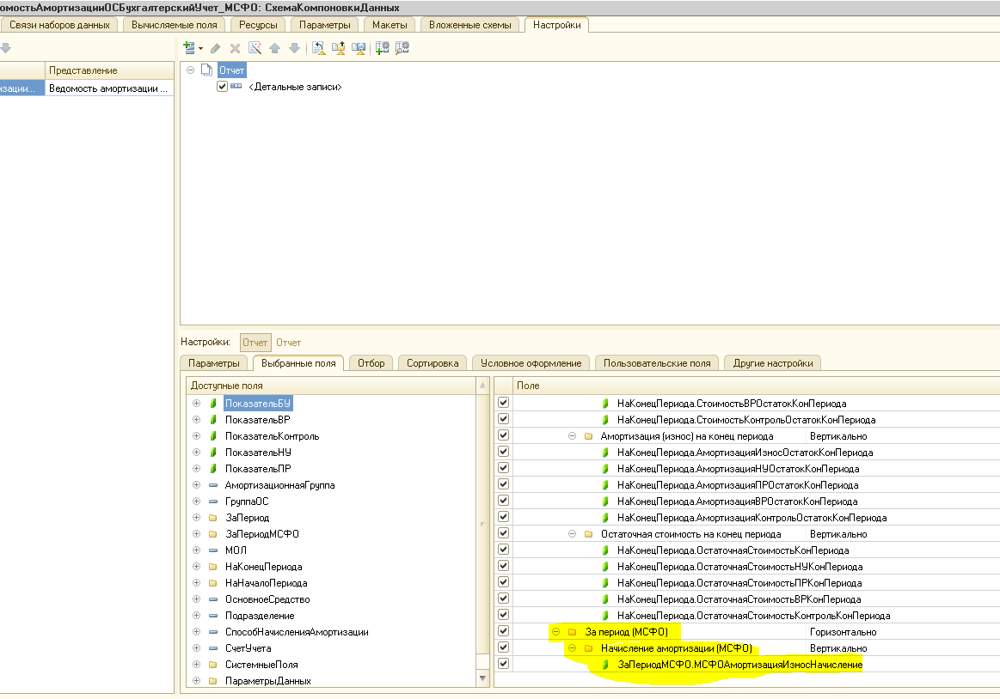 омостьАмортизацииОСБухгалтерскийУчет_МСФО: СхемаКомпоновкиДанных
Связи наборов данных Вычисляемые поля Ресурсы Параметры Макеты Вложенные схемы Настройки
Представление
зации... Ведомость амортизации ...
Отчет
<Детальные записи>
Настройки: Отчет Отчет
Параметры Выбранные поля Отбор Сортировка Условное оформление Пользовательские поля Другие настройки
Доступные поля
ПоказательБУ
ПоказательВР
ПоказательКонтроль
ПоказательНУ
ПоказательПР
АмортизационнаяГруппа
ГруппаОС
ЗаПериод
ЗаПериодМСФО
МОЛ
НаКонецПериода
НаНачалоПериода
ОсновноеСредство
Подразделение
СпособНачисленияАмортизации
СчетУчета
СистемныеПоля
ПараметрыДанных
Поле
НаКонецПериода.СтоимостьВРОстатокКонПериода
НаКонецПериода.СтоимостьКонтрольОстатокКонПериода
Амортизация (износ) на конец периода Вертикально
НаКонецПериода.АмортизацияИзносОстатокКонПериода
НаКонецПериода.АмортизацияНУОстатокКонПериода
НаКонецПериода.АмортизацияПРОстатокКонПериода
НаКонецПериода.АмортизацияВРОстатокКонПериода
НаКонецПериода.АмортизацияКонтрольОстатокКонПериода
Остаточная стоимость на конец периода Вертикально
НаКонецПериода.ОстаточнаяСтоимостьКонПериода
НаКонецПериода.ОстаточнаяСтоимостьНУКонПериода
НаКонецПериода.ОстаточнаяСтоимостьПРКонПериода
НаКонецПериода.ОстаточнаяСтоимостьВРКонПериода
НаКонецПериода.ОстаточнаяСтоимостьКонтрольКонПериода
За период (МСФО) Горизонтально
Начисление амортизации (МСФО) Вертикально
ЗаПериодМСФО.МСФОАмортизацияИзносНачисление